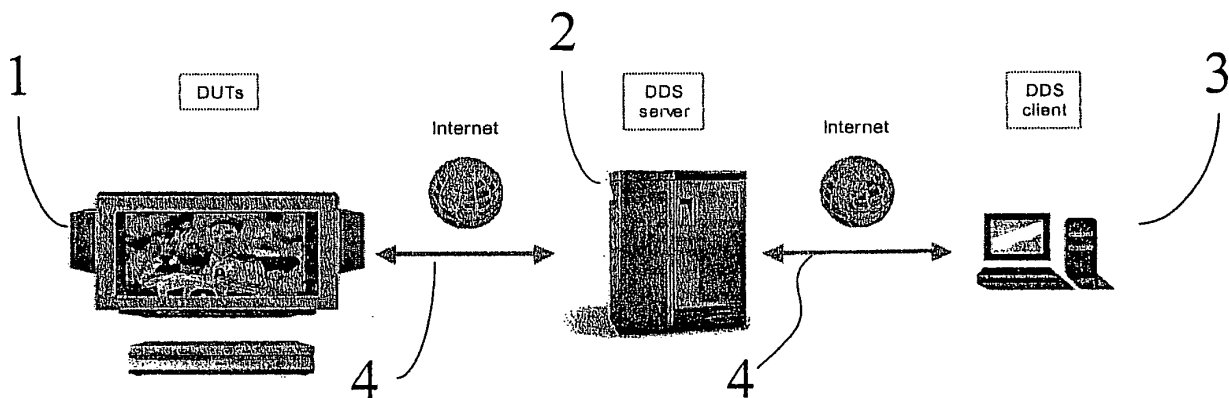 1
DUTs
Internet
2
DDS
server
Internet
DDS
client
3
4
4